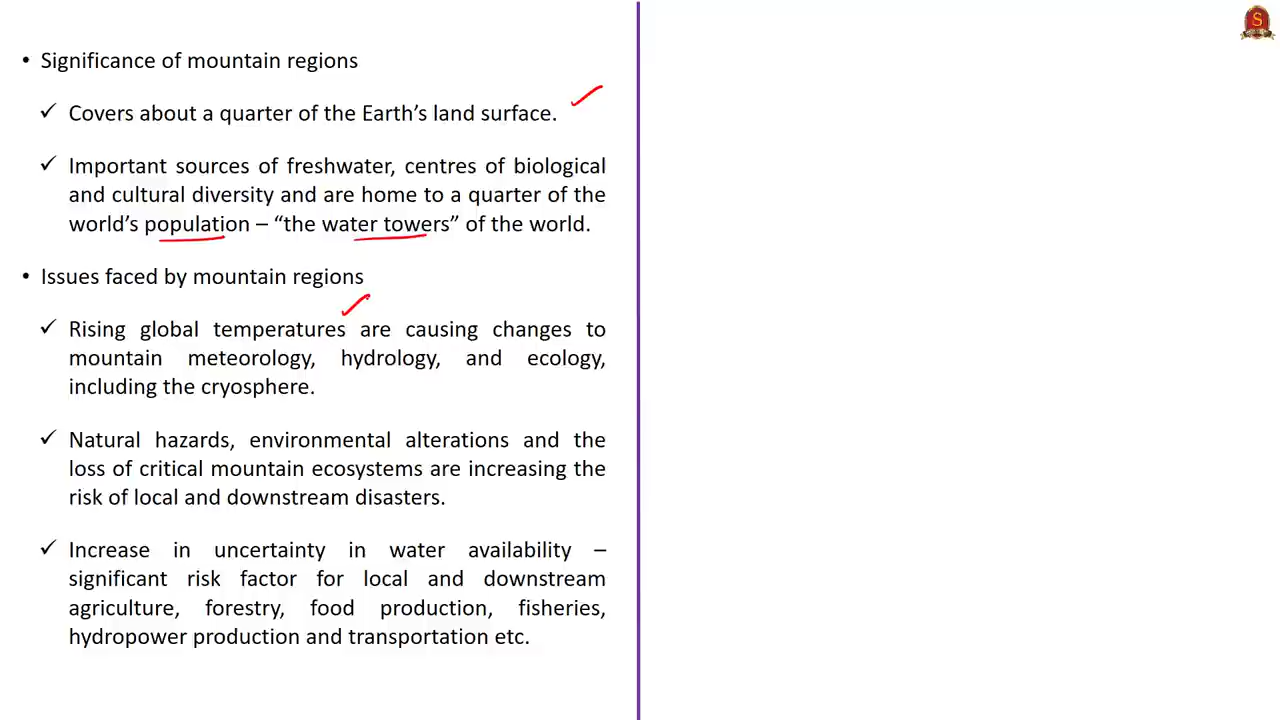 • Significance of mountain regions
✓ Covers about a quarter of the Earth’s land surface.
✓ Important sources of freshwater, centres of biological
and cultural diversity and are home to a quarter of the
world’s population – “the water towers” of the world.
• Issues faced by mountain regions
✓ Rising global temperatures are causing changes to
mountain meteorology, hydrology, and ecology,
including the cryosphere.
✓ Natural hazards, environmental alterations and the
loss of critical mountain ecosystems are increasing the
risk of local and downstream disasters.
✓ Increase in uncertainty in water availability –
significant risk factor for local and downstream
agriculture, forestry, food production, fisheries,
hydropower production and transportation etc.
S